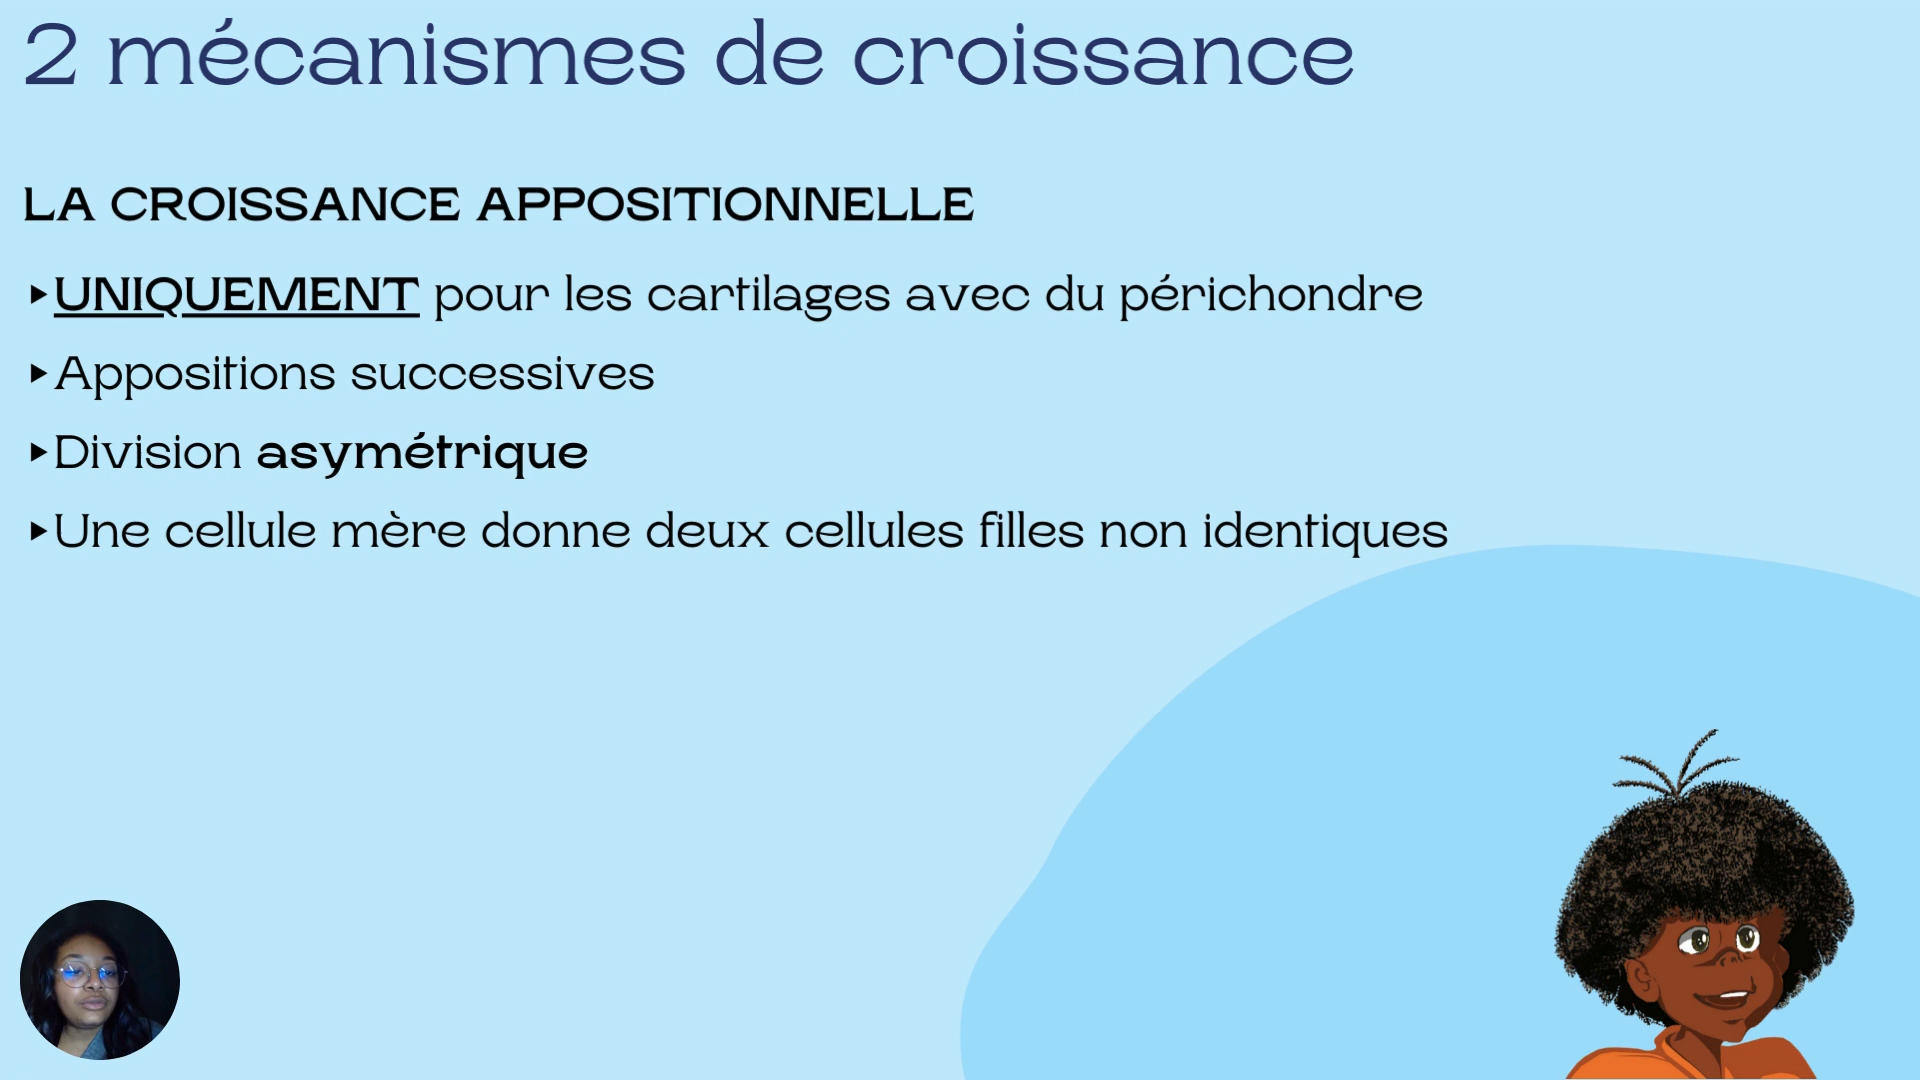 2 mécanismes de croissance
LA CROISSANCE APPOSITIONNELLE
▸UNIQUEMENT pour les cartilages avec du périchondre
▸Appositions successives
▸Division asymétrique
▸Une cellule mère donne deux cellules filles non identiques